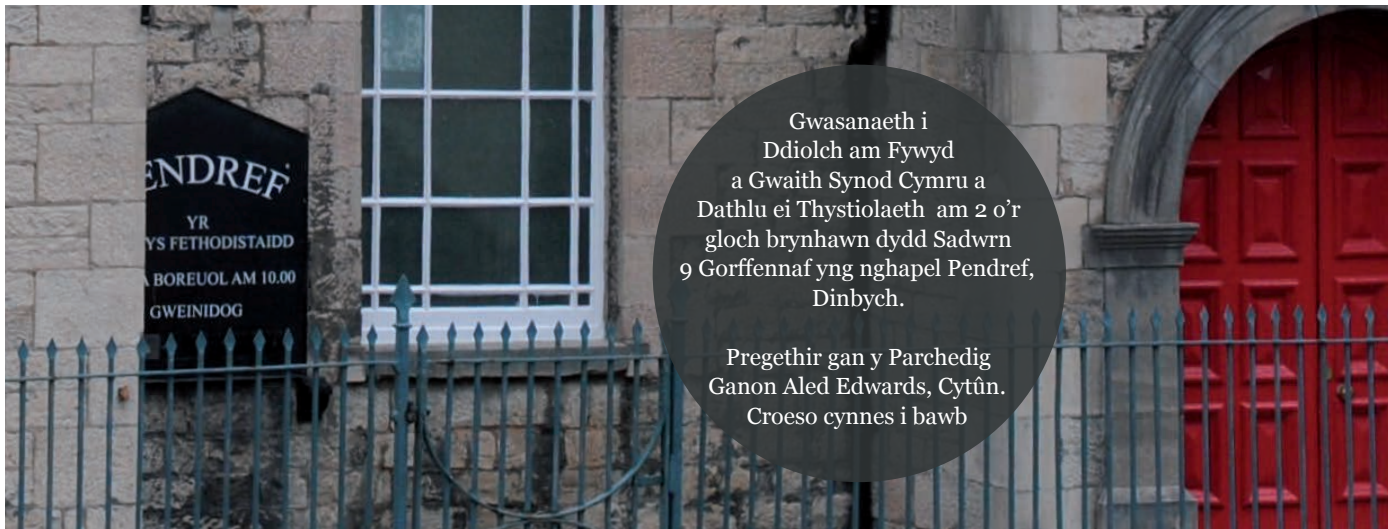 ENDREF
YR
YS FETHODISTAIDD
A BOREUOL AM 10.00
GWEINIDOG
Gwasanaeth i
Ddiolch am Fywyd
a Gwaith Synod Cymru a
Dathlu ei Thystiolaeth am 2 o'r
gloch brynhawn dydd Sadwrn
9 Gorffennaf yng nghapel Pendref,
Dinbych.
Pregethir gan y Parchedig
Ganon Aled Edwards, Cytûn.
Croeso cynnes i bawb